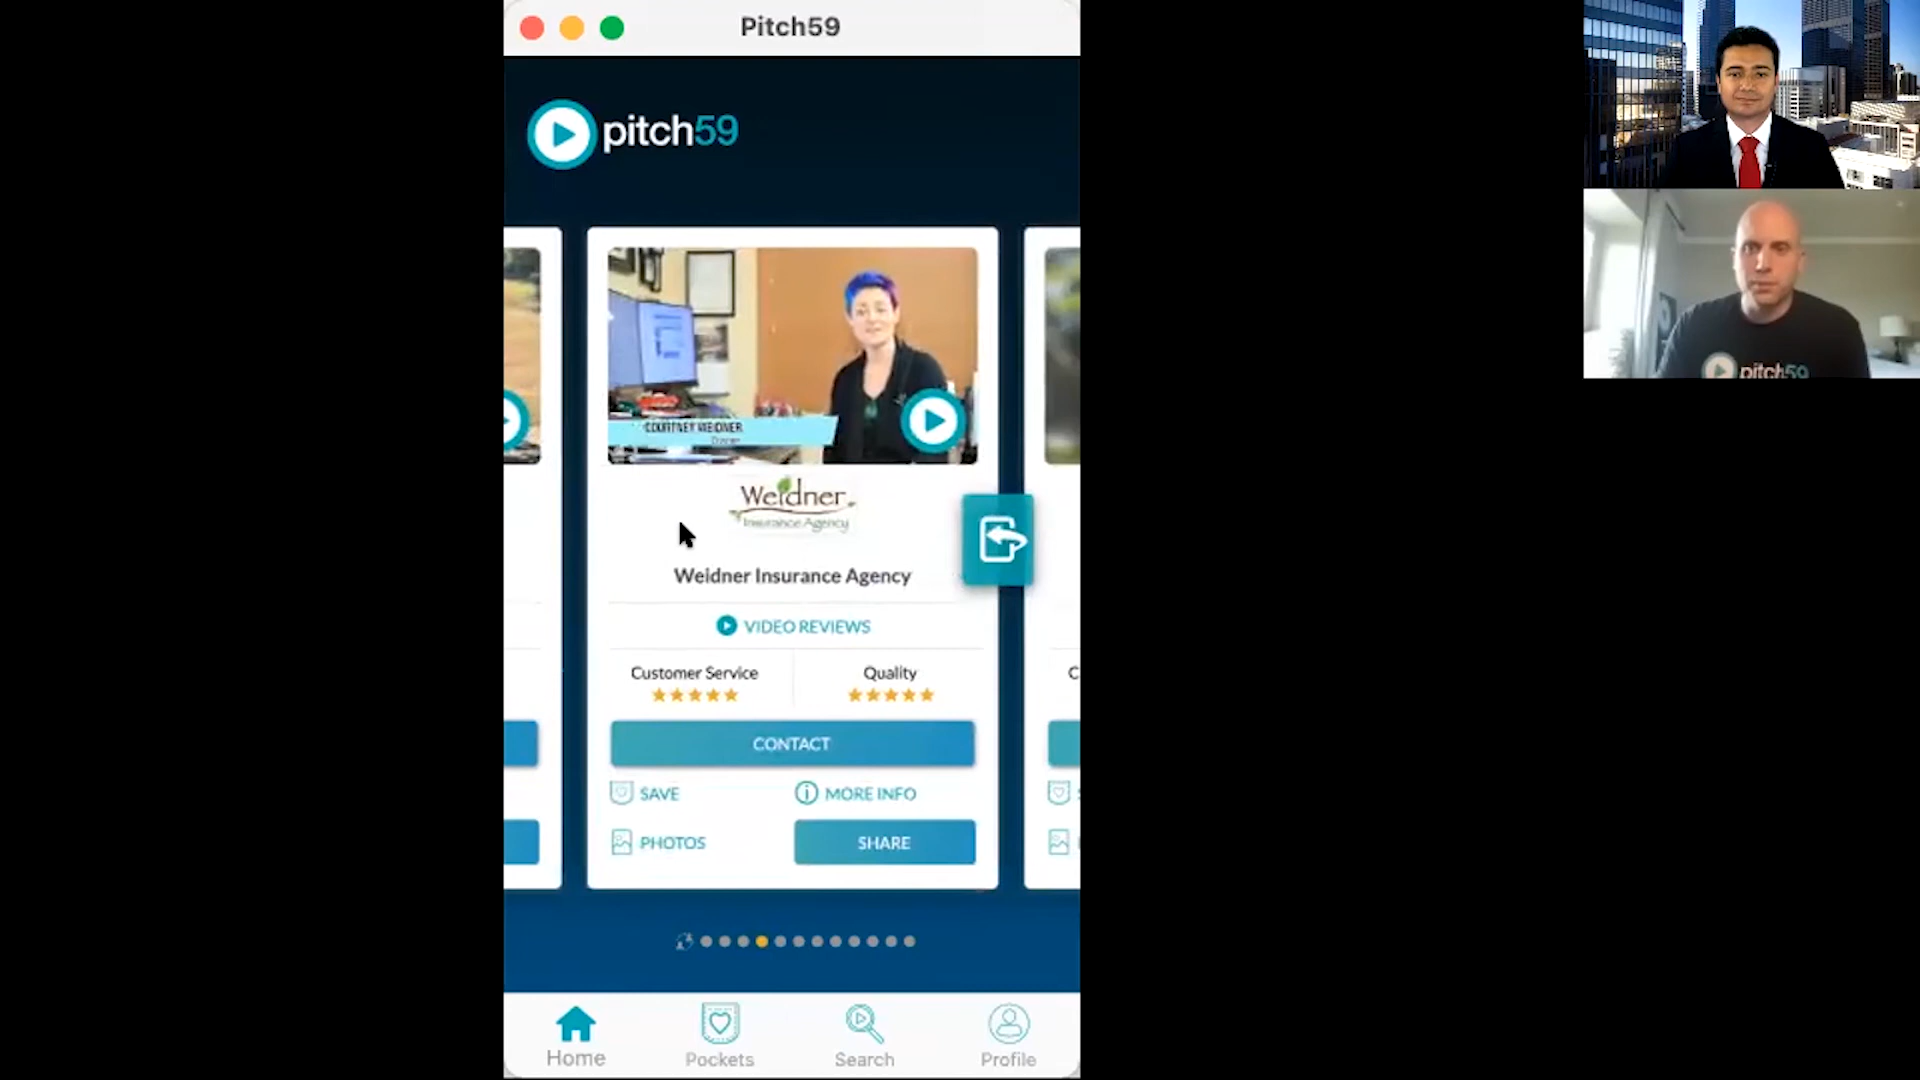 Pitch59
pitch59
COURTNEY WEIDNER
Owner
Weidner
Insurance Agency
Weidner Insurance Agency
VIDEO REVIEWS
Customer Service
Quality
C
CONTACT
SAVE
MORE INFO
PHOTOS
SHARE
Home
Pockets
Search
Profile
pitch59